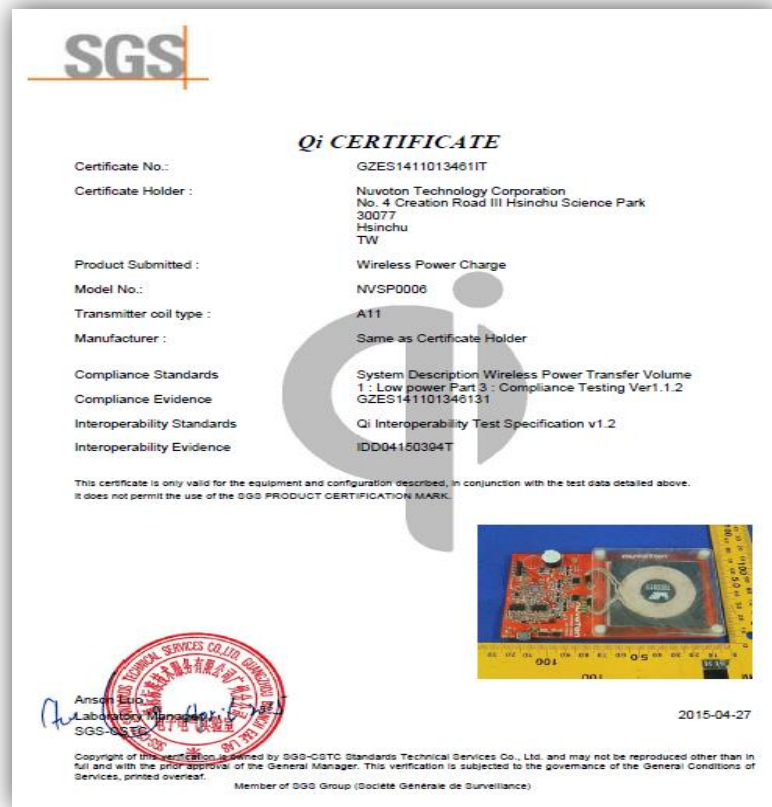 SGS
Qi CERTIFICATE
Certificate No.: GZES1411013461IT
Certificate Holder : Nuvoton Technology Corporation
No. 4 Creation Road III Hsinchu Science Park
30077
Hsinchu
TW
Product Submitted : Wireless Power Charge
Model No.: NVSP0006
Transmitter coil type : A11
Manufacturer : Same as Certificate Holder
Compliance Standards System Description Wireless Power Transfer Volume
1 : Low power Part 3 : Compliance Testing Ver1.1.2
Compliance Evidence GZES141101346131
Interoperability Standards Qi Interoperability Test Specification v1.2
Interoperability Evidence IDD04150394T
This certificate is only valid for the equipment and configuration described, in conjunction with the test data detailed above.
It does not permit the use of the SGS PRODUCT CERTIFICATION MARK.
nuvoTon
Anson Luo
Laboratory Manager
SGS-CSTC
2015-04-27
Copyright of this verification is owned by SGS-CSTC Standards Technical Services Co., Ltd. and may not be reproduced other than in
full and with the prior approval of the General Manager. This verification is subject to the governance of the General Conditions of
Services, printed overleaf.
Member of SGS Group (Société Générale de Surveillance)